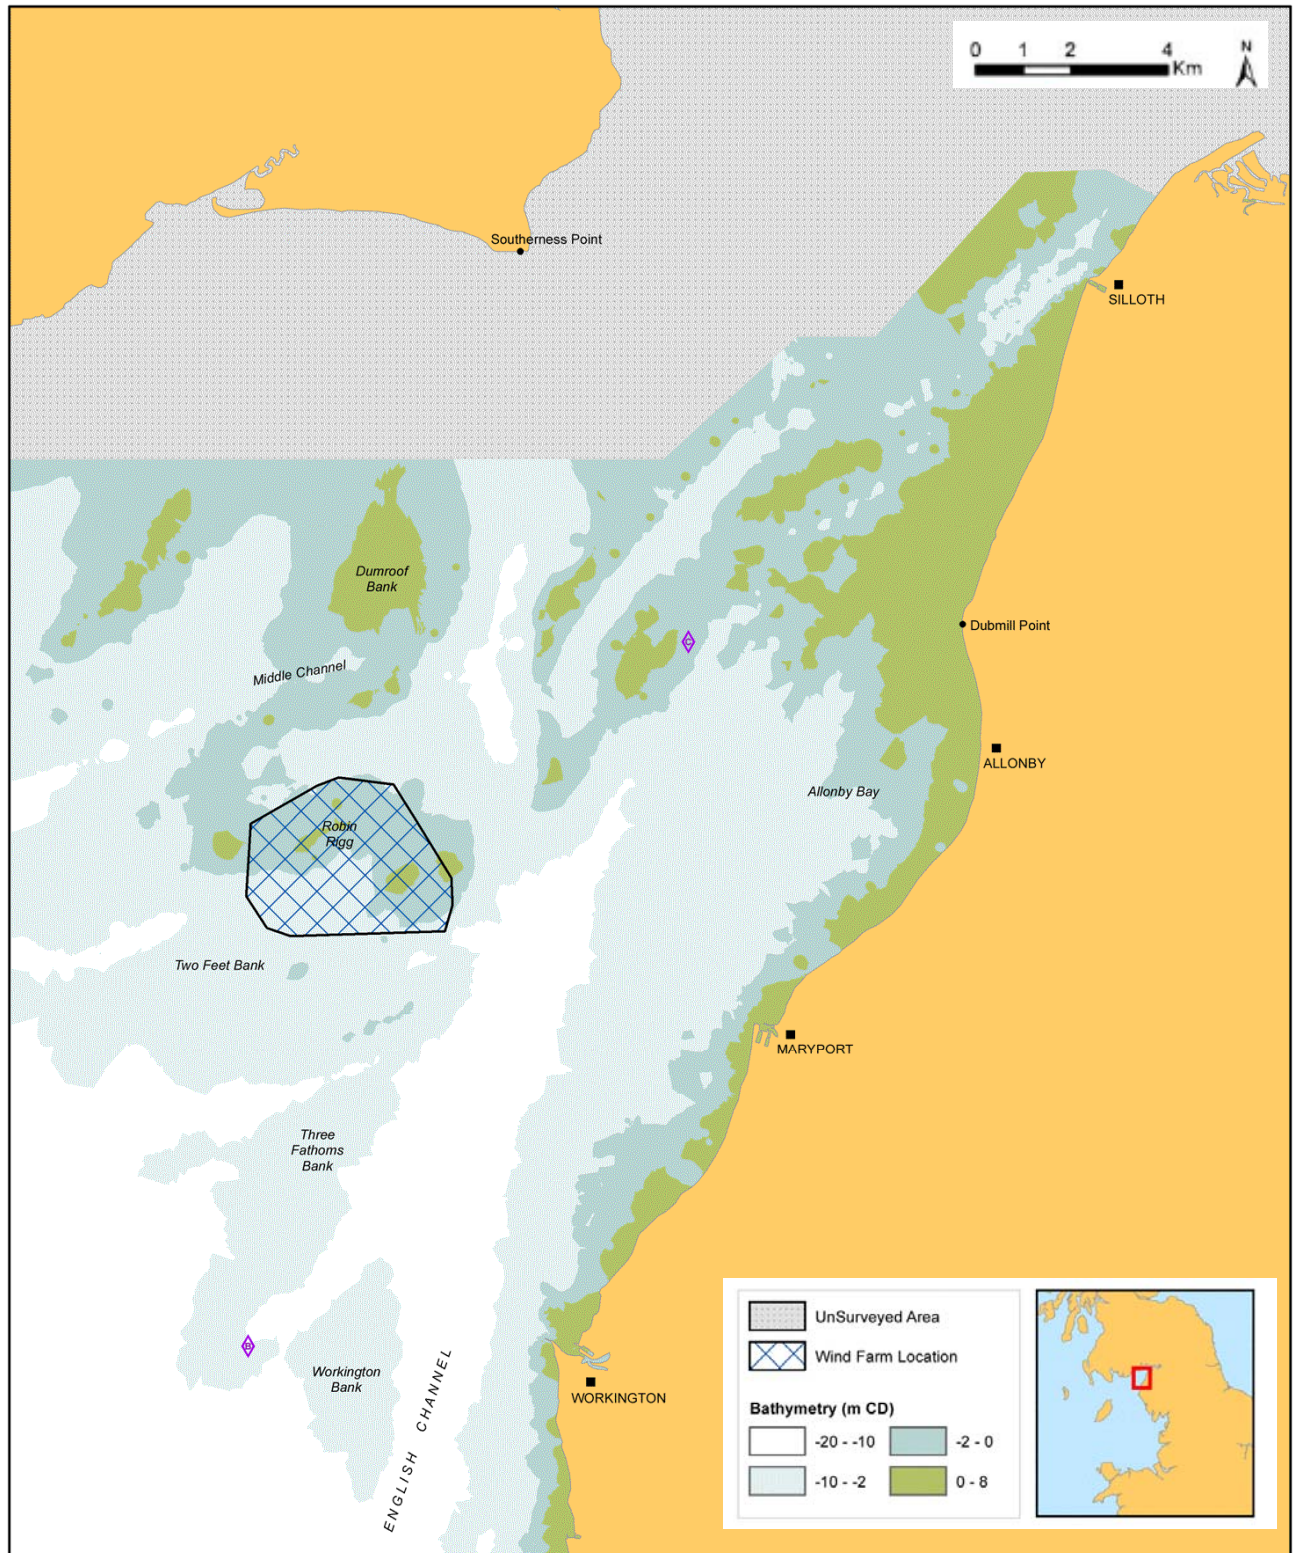 0 1 2 4
Km
N
Southerness Point
SILLOTH
Dumroof
Bank
C
Dubmill Point
Middle Channel
ALLONBY
Allonby Bay
Robin
Rigg
Two Feet Bank
MARYPORT
Three
Fathoms
Bank
B
Workington
Bank
ENGLISH CHANNEL
WORKINGTON
UnSurveyed Area
Wind Farm Location
Bathymetry (m CD)
-20 - -10
-2 - 0
-10 - -2
0 - 8